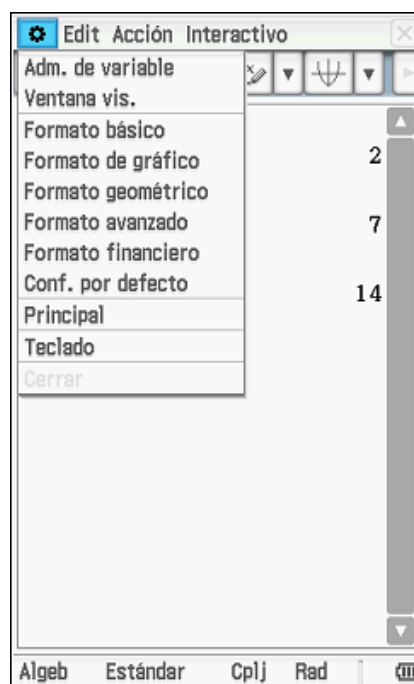 Edit Acción Interactivo
Adm. de variable
Ventana vis.
Formato básico
Formato de gráfico
2
Formato geométrico
Formato avanzado
7
Formato financiero
Conf. por defecto
14
Principal
Teclado
Cerrar
Algeb Estándar Cplj Rad